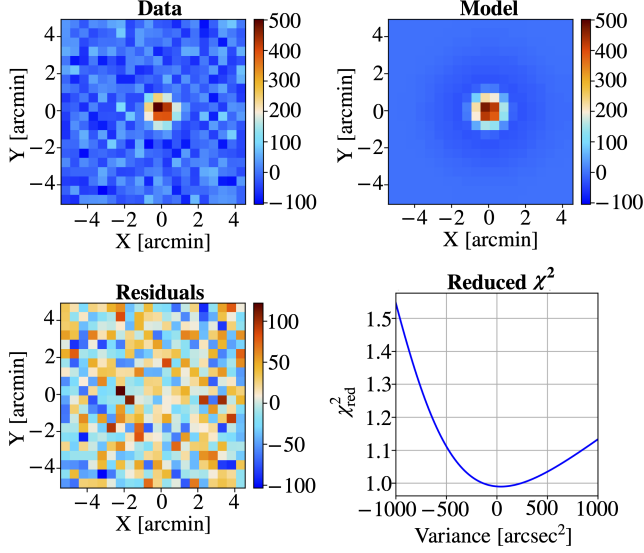 Data
Y [arcmin]
4
2
0
−2
−4
−4 −2 0 2 4
X [arcmin]
500
400
300
200
100
0
−100
Model
Y [arcmin]
4
2
0
−2
−4
−4 −2 0 2 4
X [arcmin]
500
400
300
200
100
0
−100
Residuals
Y [arcmin]
4
2
0
−2
−4
−4 −2 0 2 4
X [arcmin]
100
50
0
−50
−100
Reduced χ²
χ²red
1.5
1.4
1.3
1.2
1.1
1.0
−1000 −500 0 500 1000
Variance [arcsec²]